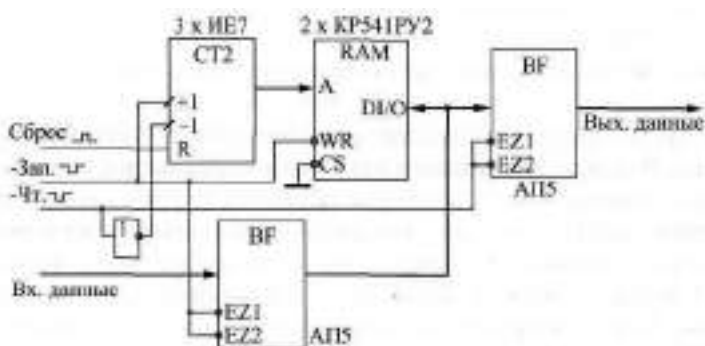 3 x ИЕ7
2 x КР541РУ2
CT2
RAM
BF
+1
-1
R
A
DI/O
WR
CS
EZ1
EZ2
АП5
Сброс
-Зап.
-Чт.
Вых. данные
1
BF
Вх. данные
EZ1
EZ2
АП5